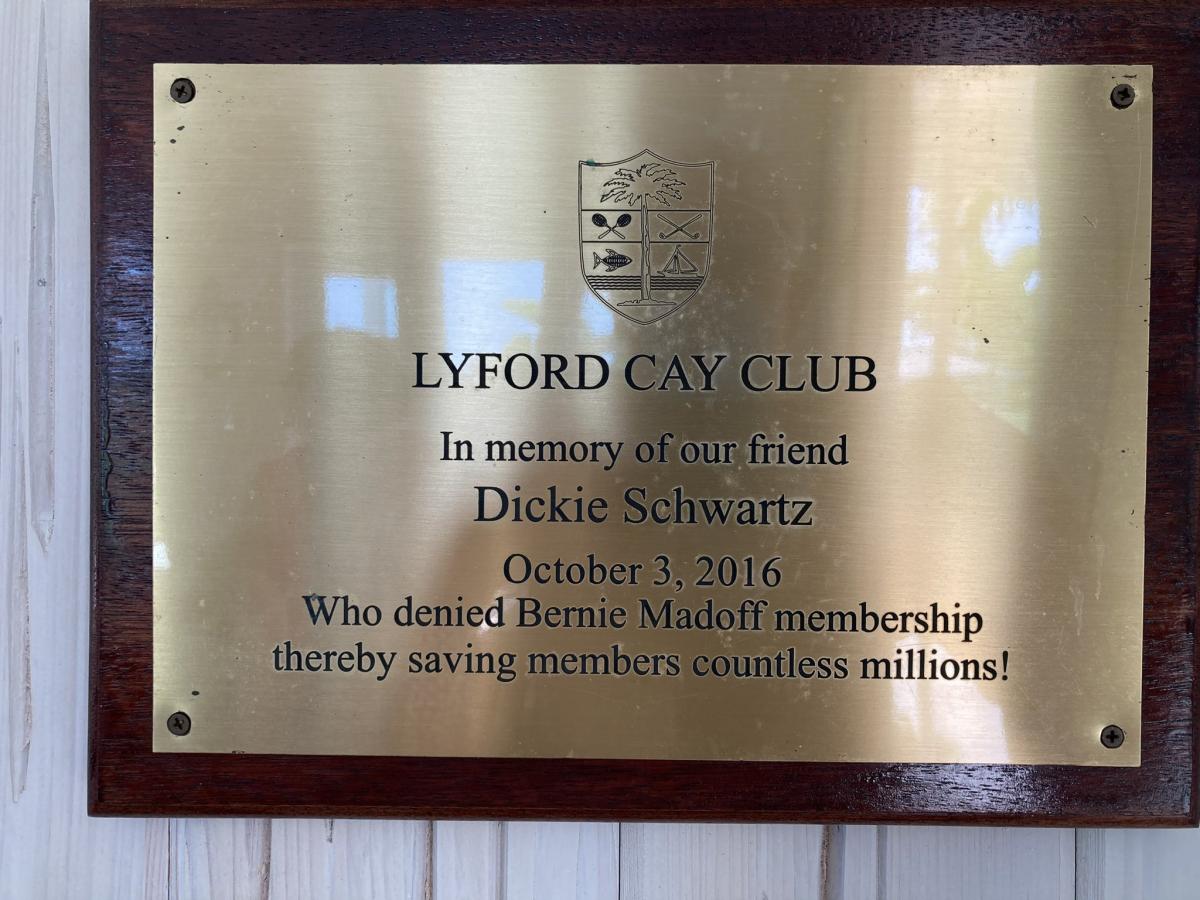 LYFORD CAY CLUB
In memory of our friend
Dickie Schwartz
October 3, 2016
Who denied Bernie Madoff membership
thereby saving members countless millions!